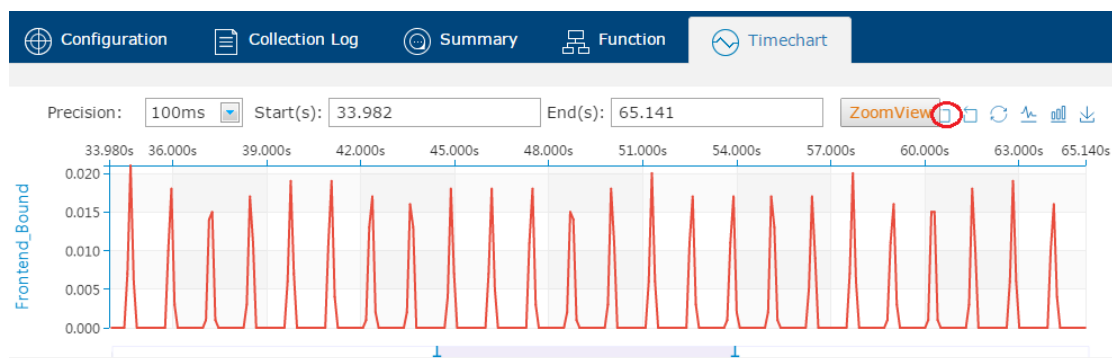 Configuration Collection Log Summary Function Timechart
Precision: 100ms Start(s): 33.982 End(s): 65.141 ZoomView
33.980s 36.000s 39.000s 42.000s 45.000s 48.000s 51.000s 54.000s 57.000s 60.000s 63.000s 65.140s
Frontend_Bound
0.020
0.015
0.010
0.005
0.000